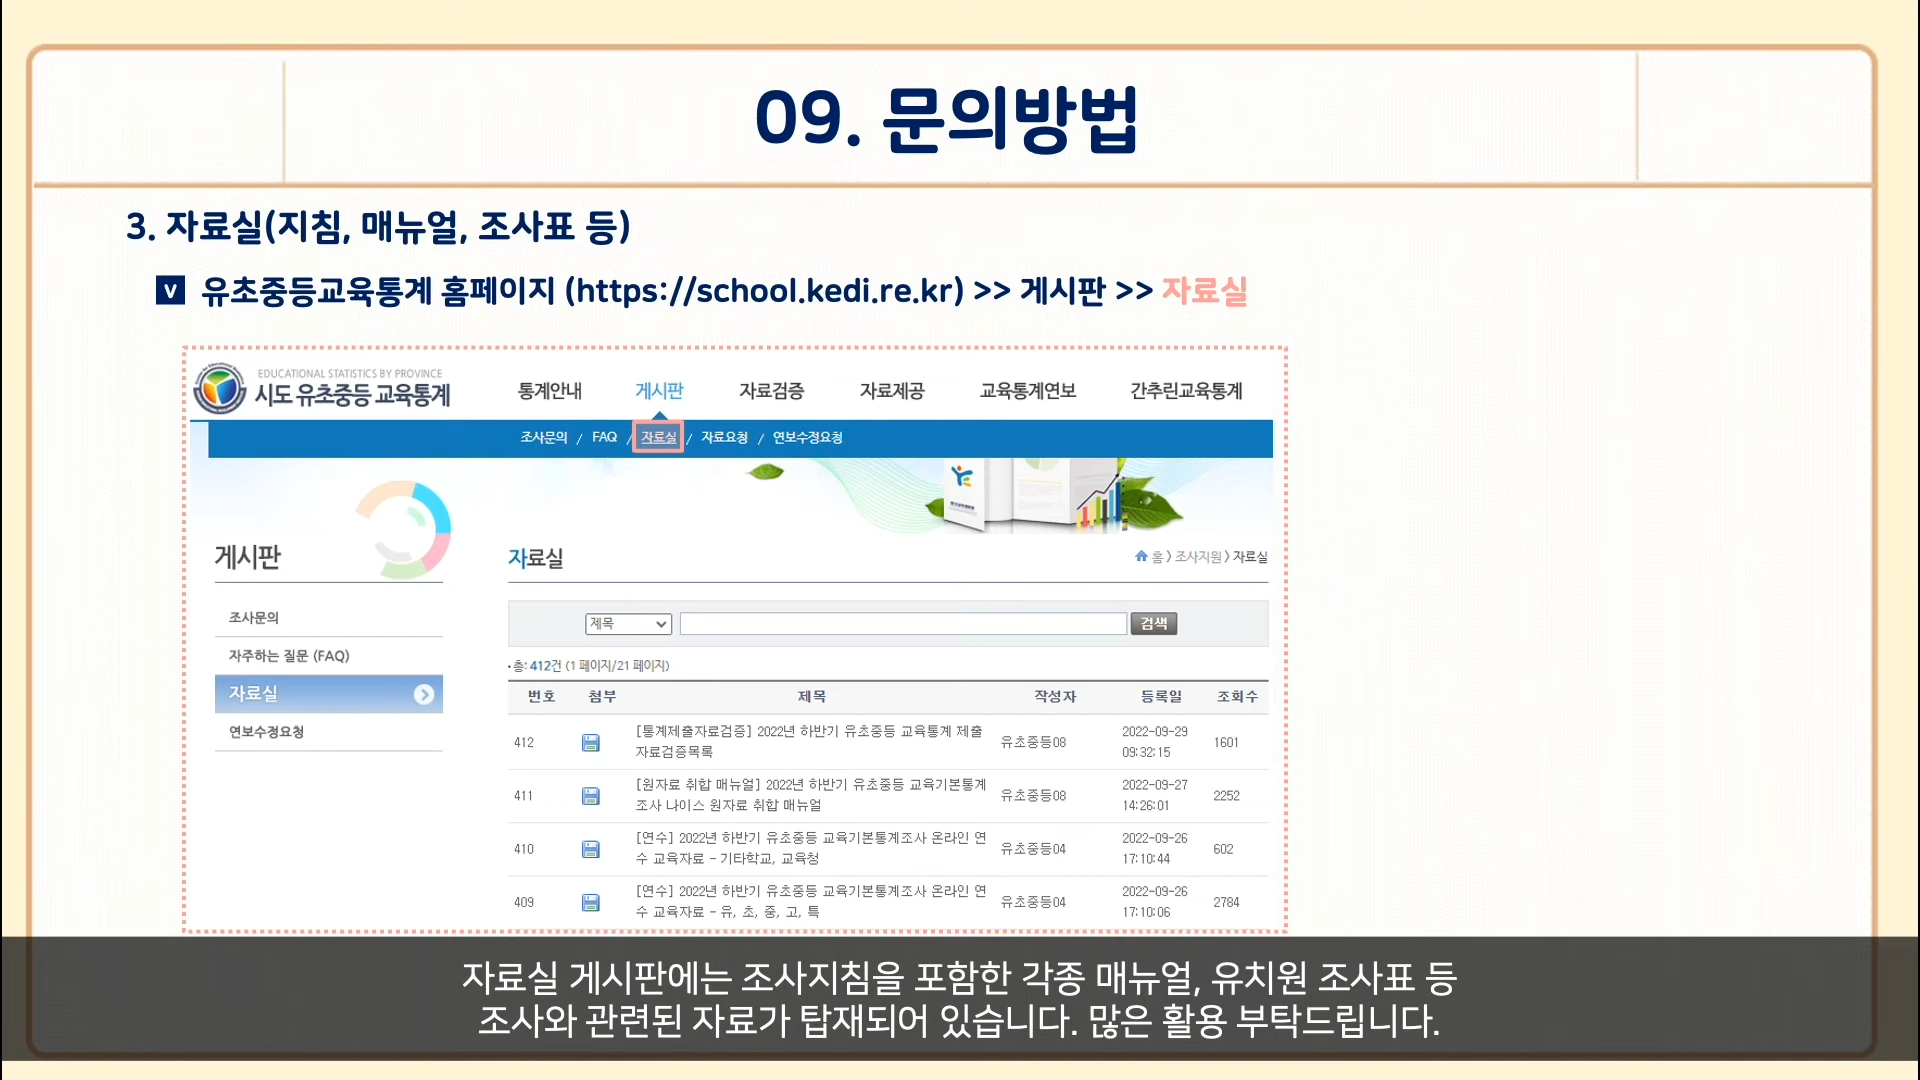 09. 문의방법
3. 자료실(지침, 매뉴얼, 조사표 등)
v 유초중등교육통계 홈페이지 (https://school.kedi.re.kr) >> 게시판 >> 자료실
EDUCATIONAL STATISTICS BY PROVINCE
시도 유초중등 교육통계
통계안내 게시판 자료검증 자료제공 교육통계연보 간추린교육통계
조사문의 / FAQ / 자료실 / 자료요청 / 연보수정요청
게시판
조사문의
자주하는 질문 (FAQ)
자료실
연보수정요청
자료실
홈 > 조사지원 > 자료실
제목 검색
총: 412건 (1 페이지/21 페이지)
번호 첨부 제목 작성자 등록일 조회수
412 [통계제출자료검증] 2022년 하반기 유초중등 교육통계 제출 유초중등08 2022-09-29 1601
자료검증목록 09:32:15
411 [원자료 취합 매뉴얼] 2022년 하반기 유초중등 교육기본통계 유초중등08 2022-09-27 2252
조사 나이스 원자료 취합 매뉴얼 14:26:01
410 [연수] 2022년 하반기 유초중등 교육기본통계조사 온라인 연 유초중등04 2022-09-26 602
수 교육자료 - 기타학교, 교육청 17:10:44
409 [연수] 2022년 하반기 유초중등 교육기본통계조사 온라인 연 유초중등04 2022-09-26 2784
수 교육자료 - 유, 초, 중, 고, 특 17:10:06
자료실 게시판에는 조사지침을 포함한 각종 매뉴얼, 유치원 조사표 등
조사와 관련된 자료가 탑재되어 있습니다. 많은 활용 부탁드립니다.